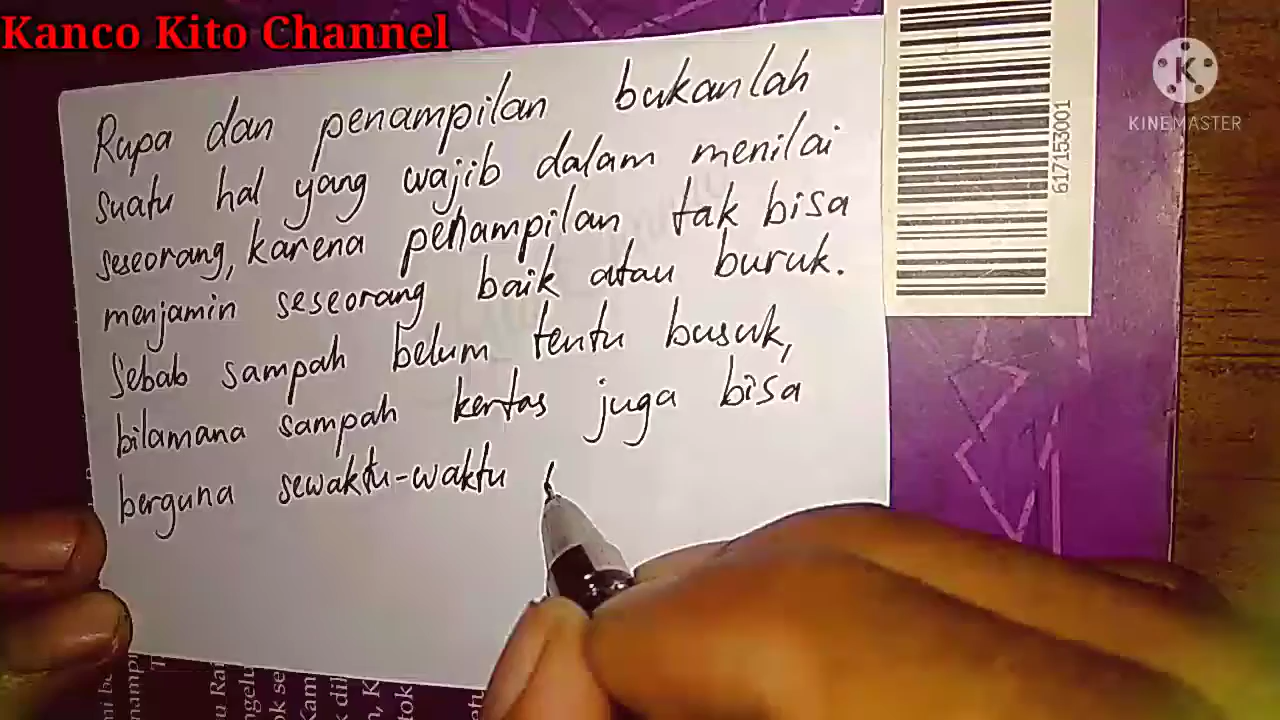 Kanco Kito Channel
KINEMASTER
617153001
Rupa dan penampilan bukanlah
suatu hal yang wajib dalam menilai
seseorang, karena penampilan tak bisa
menjamin seseorang baik atau buruk.
Sebab sampah belum tentu busuk,
bilamana sampah kertas juga bisa
berguna sewaktu-waktu